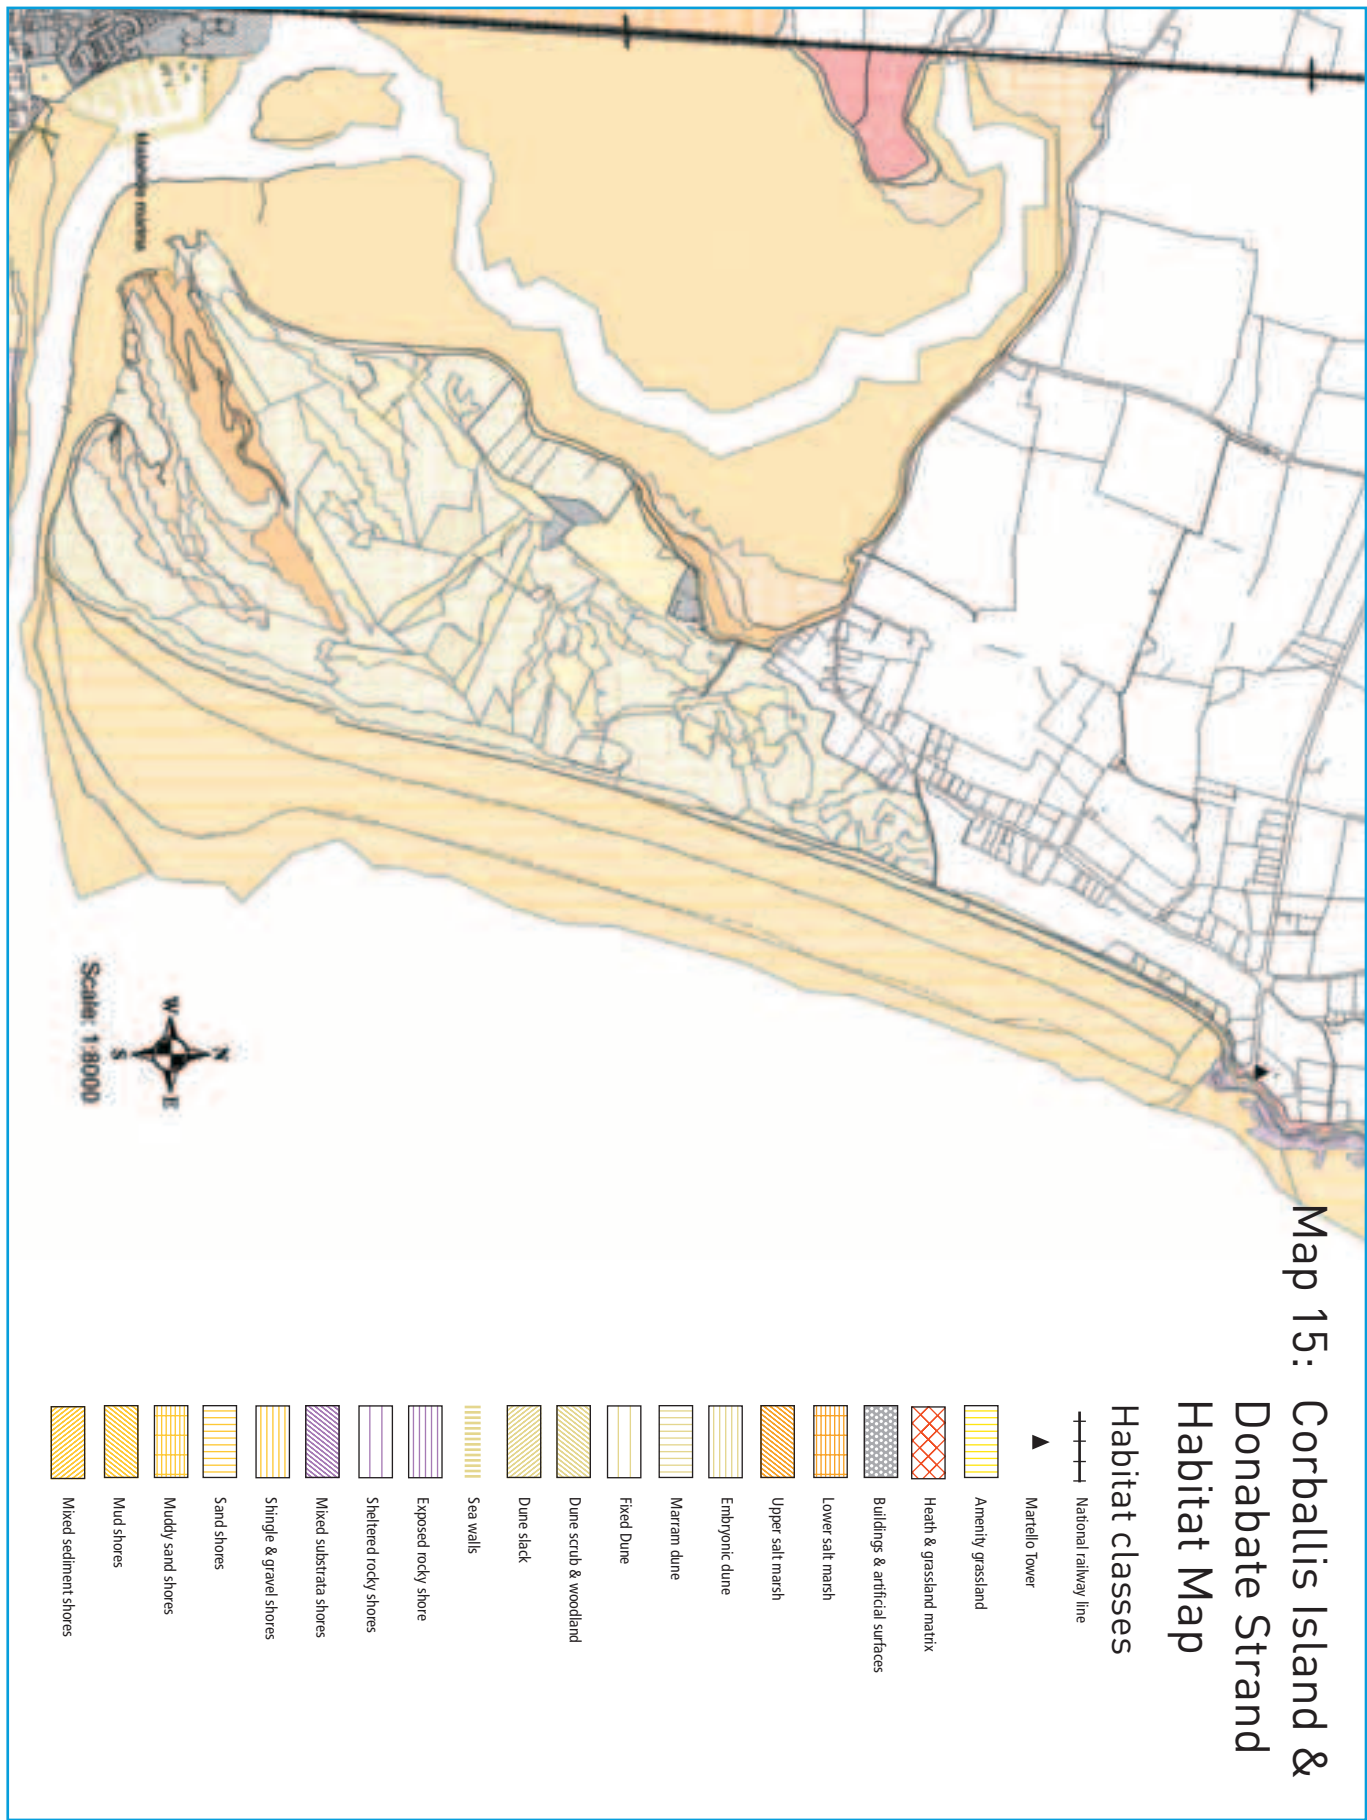 Map 15: Corballis Island &
Donabate Strand
Habitat Map
Habitat classes
National railway line
Martello Tower
Amenity grassland
Heath & grassland matrix
Buildings & artificial surfaces
Lower salt marsh
Upper salt marsh
Embryonic dune
Marram dune
Fixed Dune
Dune scrub & woodland
Dune slack
Sea walls
Exposed rocky shore
Sheltered rocky shores
Mixed substrata shores
Shingle & gravel shores
Sand shores
Muddy sand shores
Mud shores
Mixed sediment shores
N
W
E
S
Scale: 1:8000
Malahide marina